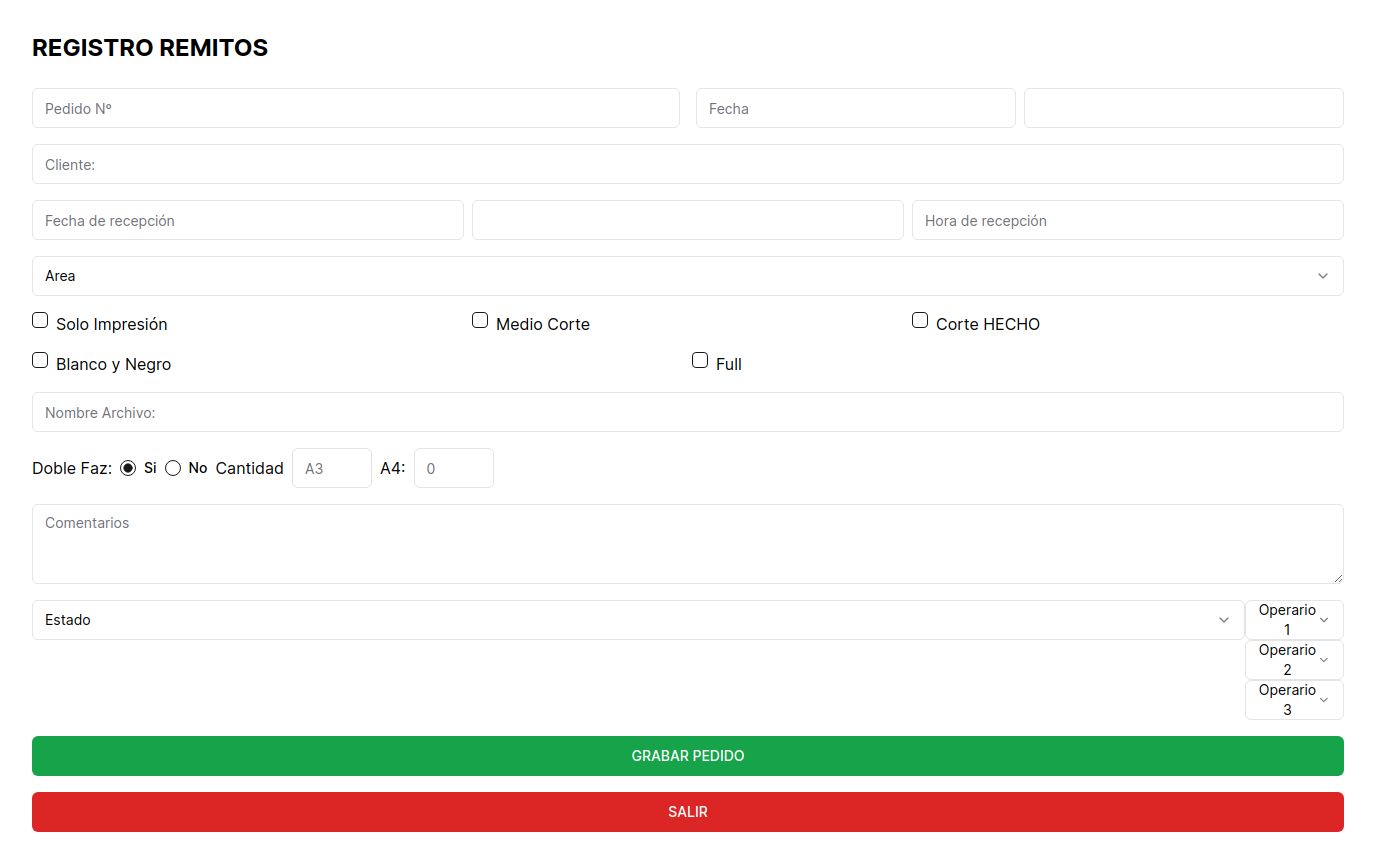 REGISTRO REMITOS
Pedido Nº
Fecha
Cliente:
Fecha de recepción
Hora de recepción
Area
Solo Impresión
Medio Corte
Corte HECHO
Blanco y Negro
Full
Nombre Archivo:
Doble Faz: Si No Cantidad A3 A4: 0
Comentarios
Estado
Operario
1
Operario
2
Operario
3
GRABAR PEDIDO
SALIR